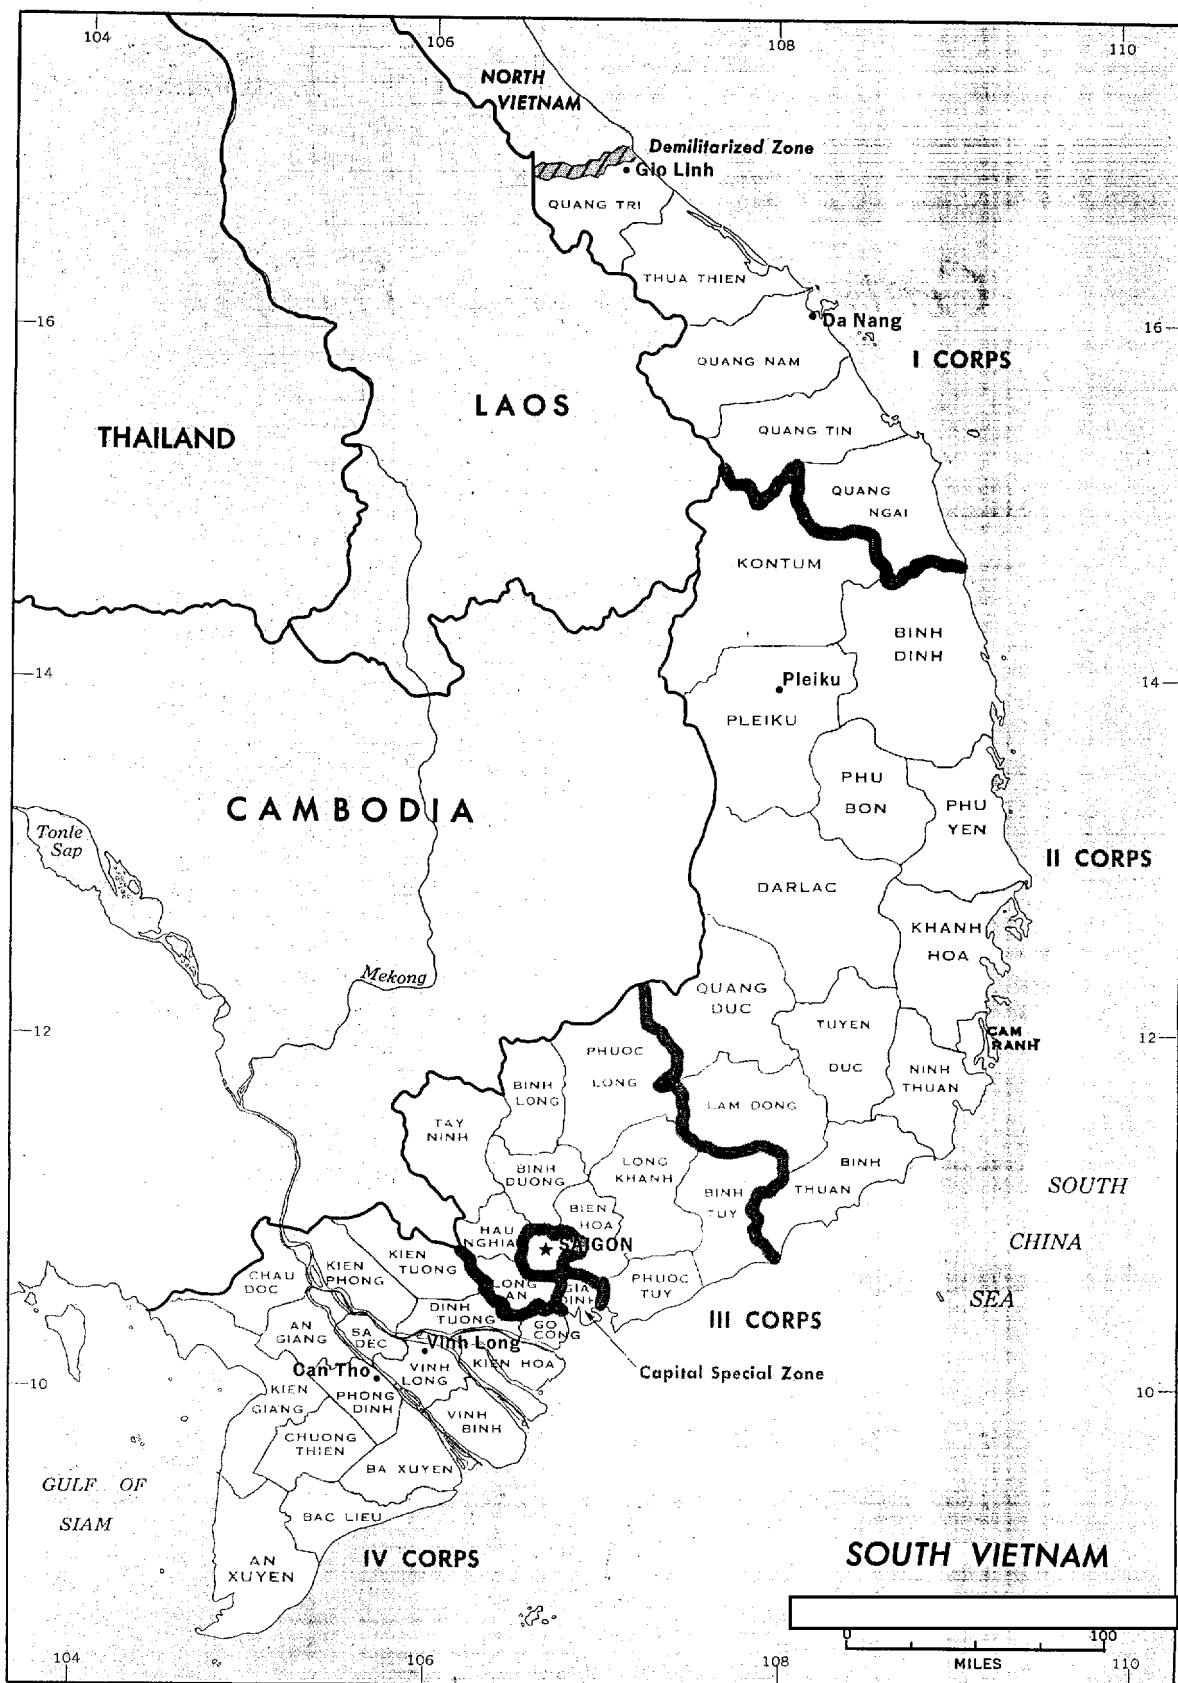 104
106
108
110
NORTH
VIETNAM
Demilitarized Zone
Gio Linh
QUANG TRI
THUA THIEN
16
Da Nang
16
QUANG NAM
I CORPS
LAOS
THAILAND
QUANG TIN
QUANG
NGAI
KONTUM
BINH
DINH
14
Pleiku
14
PLEIKU
PHU
BON
PHU
YEN
CAMBODIA
Tonle
Sap
II CORPS
DARLAC
KHANH
HOA
Mekong
QUANG
DUC
12
TUYEN
DUC
CAM
RANH
12
PHUOC
LONG
BINH
LONG
NINH
THUAN
LAM DONG
TAY
NINH
BINH
DUONG
LONG
KHANH
BINH
TUY
BINH
THUAN
SOUTH
CHINA
SEA
BIEN
HOA
HAU
NGHIA
SAIGON
KIEN
TUONG
KIEN
PHONG
CHAU
DOC
LONG
AN
GIA
DINH
PHUOC
TUY
DINH
TUONG
GO
CONG
III CORPS
AN
GIANG
SA
DEC
Vinh Long
VINH
LONG
KIEN HOA
Capital Special Zone
10
Can Tho
10
KIEN
GIANG
PHONG
DINH
VINH
BINH
CHUONG
THIEN
BA XUYEN
GULF OF
SIAM
BAC LIEU
AN
XUYEN
IV CORPS
SOUTH VIETNAM
0
100
MILES
104
106
108
110